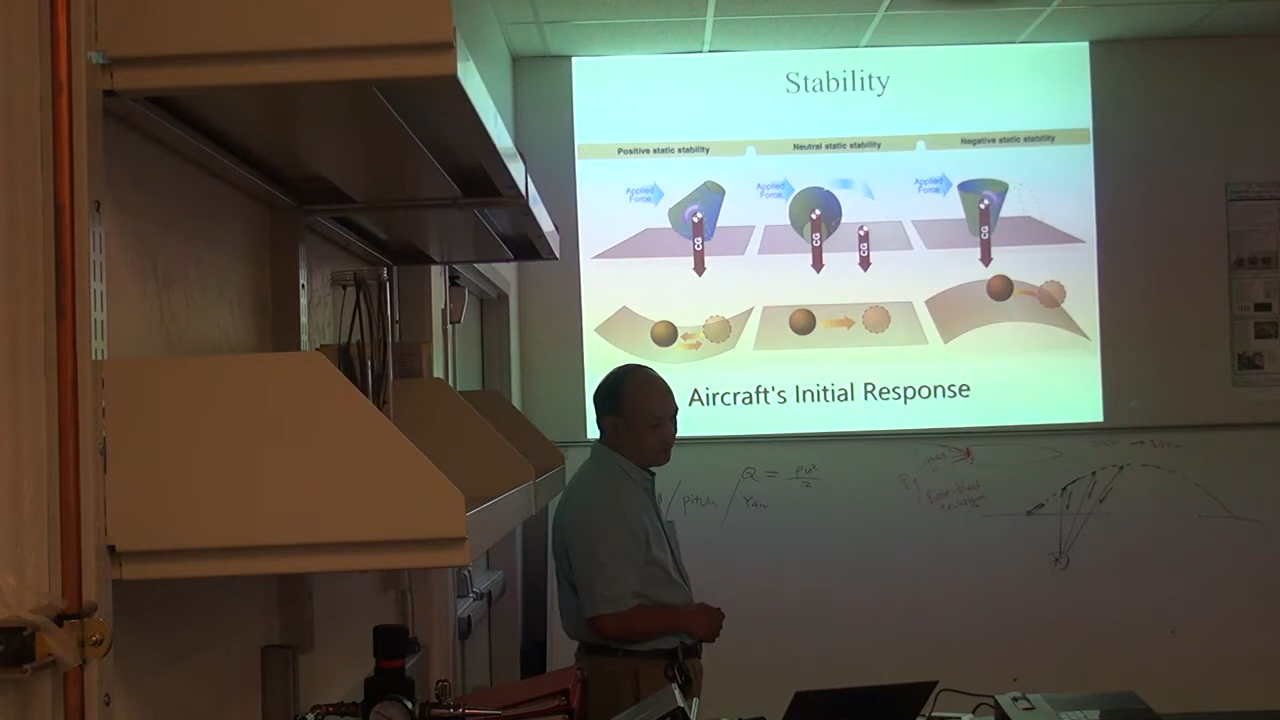 Stability
Positive static stability
Neutral static stability
Negative static stability
Applied
Force
Applied
Force
Applied
Force
CG
CG
CG
CG
Aircraft's Initial Response
Q = ρu²/2
/ pitch / Yaw